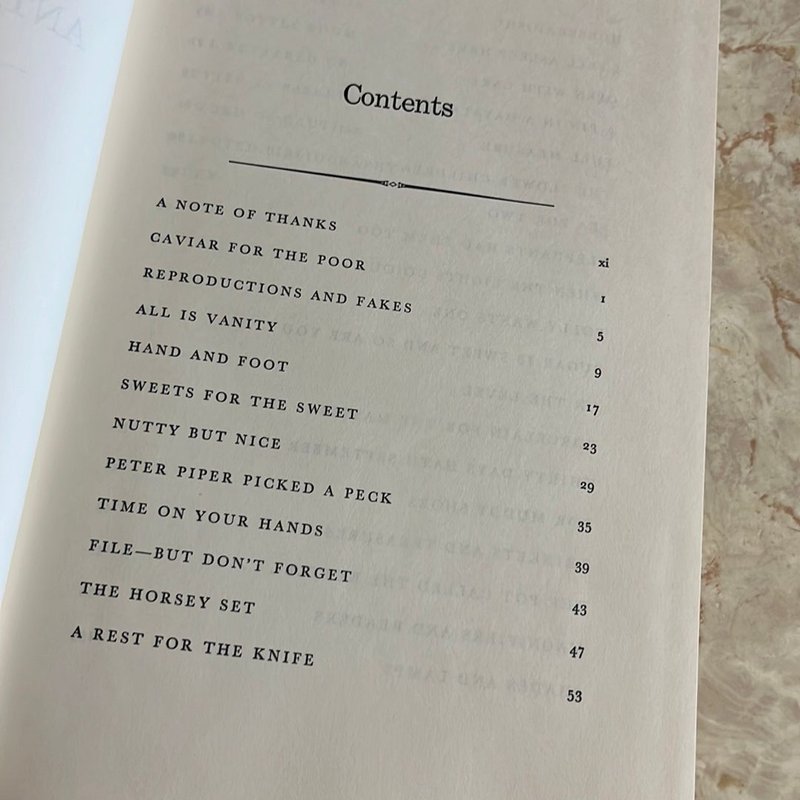 Contents
A NOTE OF THANKS xi
CAVIAR FOR THE POOR 1
REPRODUCTIONS AND FAKES 5
ALL IS VANITY 9
HAND AND FOOT 17
SWEETS FOR THE SWEET 23
NUTTY BUT NICE 29
PETER PIPER PICKED A PECK 35
TIME ON YOUR HANDS 39
FILE—BUT DON'T FORGET 43
THE HORSEY SET 47
A REST FOR THE KNIFE 53